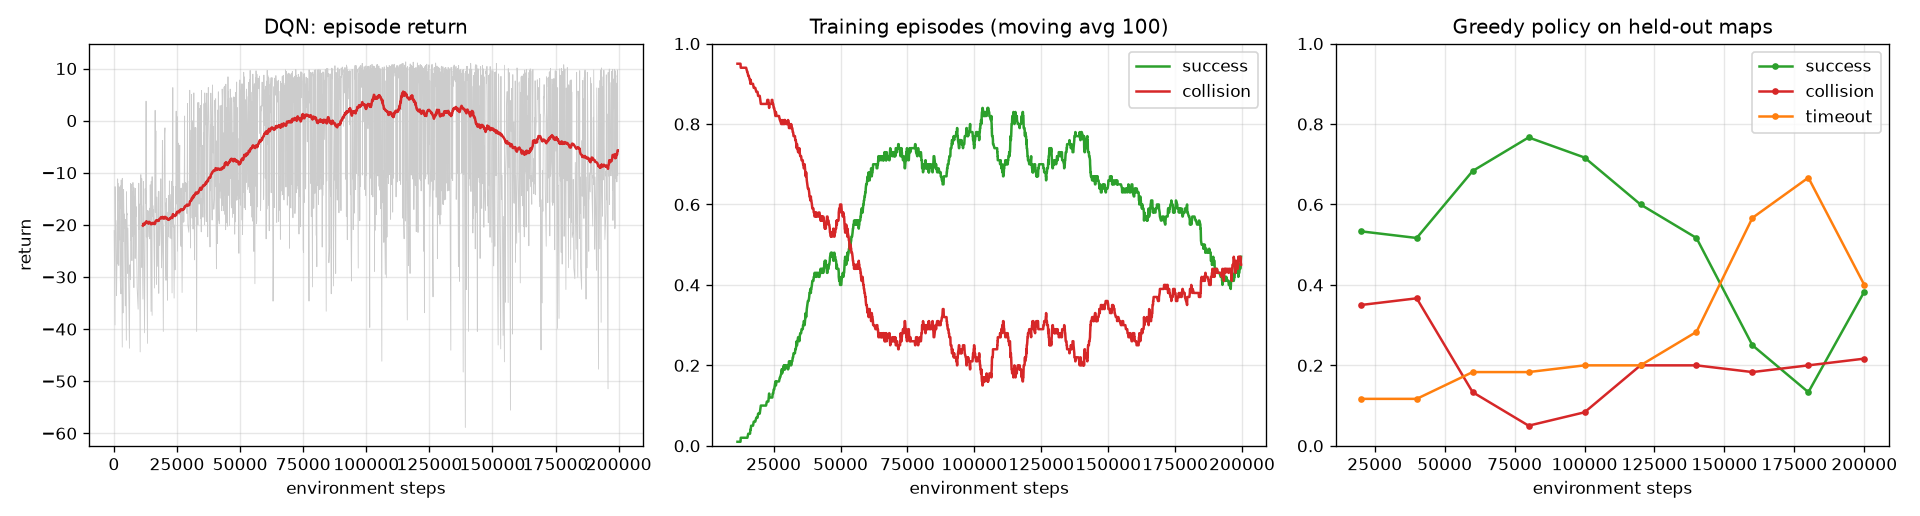 DQN: episode return
return
10
0
−10
−20
−30
−40
−50
−60
0 25000 50000 75000 100000 125000 150000 175000 200000
environment steps
Training episodes (moving avg 100)
success
collision
1.0
0.8
0.6
0.4
0.2
0.0
25000 50000 75000 100000 125000 150000 175000 200000
environment steps
Greedy policy on held-out maps
success
collision
timeout
1.0
0.8
0.6
0.4
0.2
0.0
25000 50000 75000 100000 125000 150000 175000 200000
environment steps